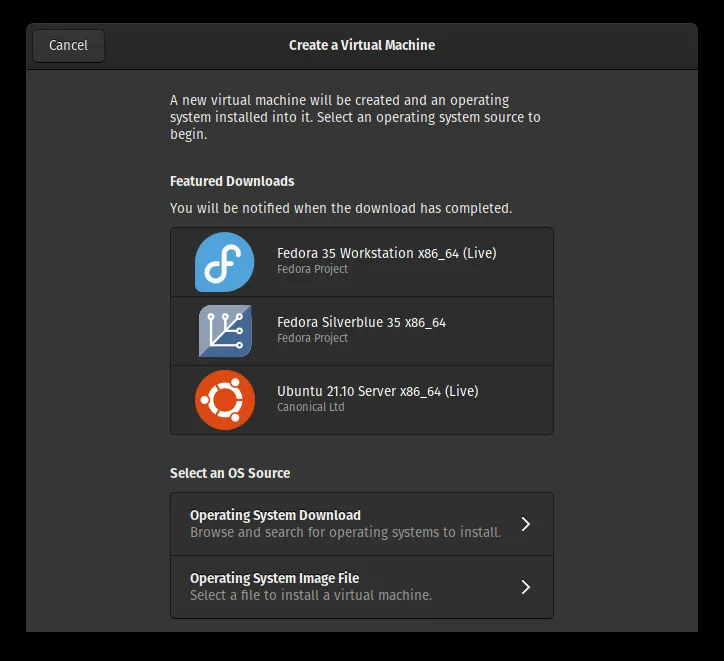 Cancel
Create a Virtual Machine
A new virtual machine will be created and an operating
system installed into it. Select an operating system source to
begin.
Featured Downloads
You will be notified when the download has completed.
Fedora 35 Workstation x86_64 (Live)
Fedora Project
Fedora Silverblue 35 x86_64
Fedora Project
Ubuntu 21.10 Server x86_64 (Live)
Canonical Ltd
Select an OS Source
Operating System Download
Browse and search for operating systems to install.
Operating System Image File
Select a file to install a virtual machine.